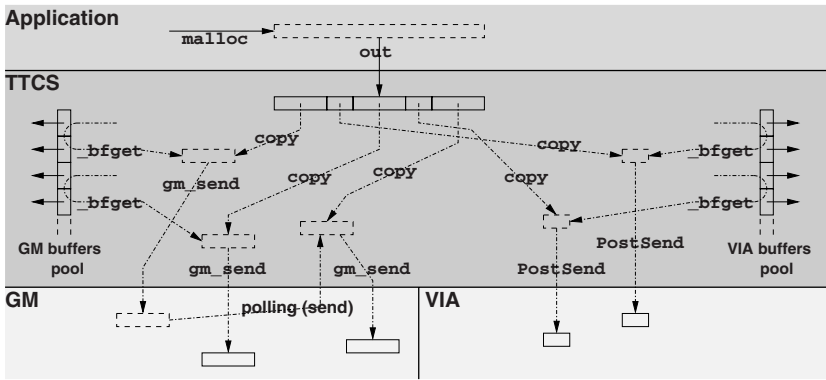 Application
malloc
out
TTCS
copy
copy
_bfget
_bfget
gm_send
copy
copy
copy
_bfget
_bfget
GM buffers
pool
PostSend
VIA buffers
pool
gm_send
gm_send
PostSend
GM
polling (send)
VIA